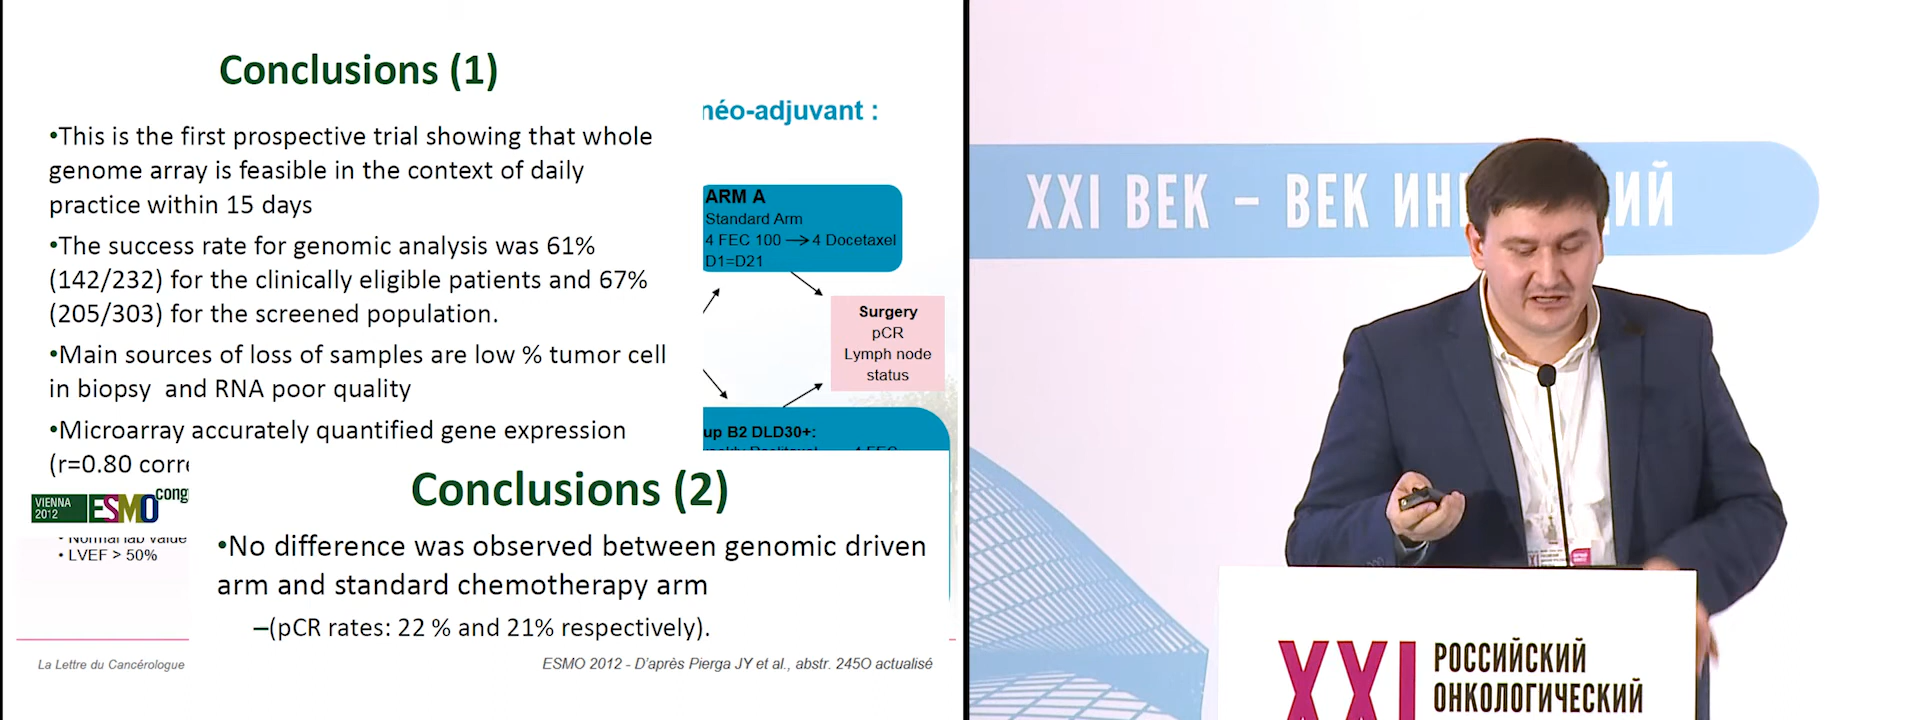 Conclusions (1)
•This is the first prospective trial showing that whole
genome array is feasible in the context of daily
practice within 15 days
•The success rate for genomic analysis was 61%
(142/232) for the clinically eligible patients and 67%
(205/303) for the screened population.
•Main sources of loss of samples are low % tumor cell
in biopsy and RNA poor quality
•Microarray accurately quantified gene expression
(r=0.80 corre
néo-adjuvant :
ARM A
Standard Arm
4 FEC 100 → 4 Docetaxel
D1=D21
Surgery
pCR
Lymph node
status
up B2 DLD30+:
VIENNA
2012
ESMO
cong
• Normal lab value
• LVEF > 50%
Conclusions (2)
•No difference was observed between genomic driven
arm and standard chemotherapy arm
–(pCR rates: 22 % and 21% respectively).
La Lettre du Cancérologue
ESMO 2012 - D'après Pierga JY et al., abstr. 245O actualisé
XXI ВЕК – ВЕК ИН ИЙ
XXI
РОССИЙСКИЙ
ОНКОЛОГИЧЕСКИЙ